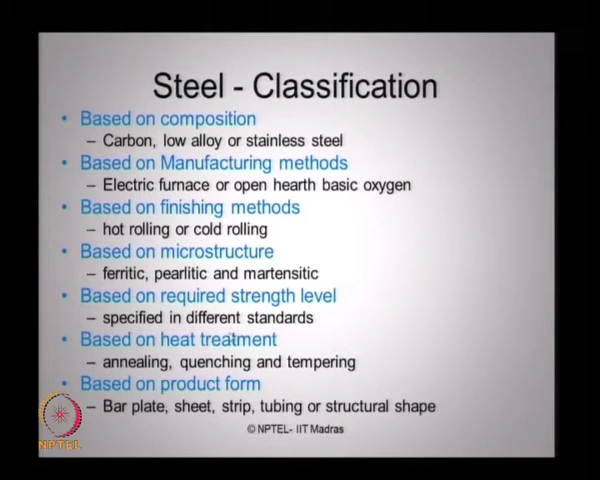 Steel - Classification
• Based on composition
– Carbon, low alloy or stainless steel
• Based on Manufacturing methods
– Electric furnace or open hearth basic oxygen
• Based on finishing methods
– hot rolling or cold rolling
• Based on microstructure
– ferritic, pearlitic and martensitic
• Based on required strength level
– specified in different standards
• Based on heat treatment
– annealing, quenching and tempering
• Based on product form
– Bar plate, sheet, strip, tubing or structural shape
© NPTEL- IIT Madras
NPTEL